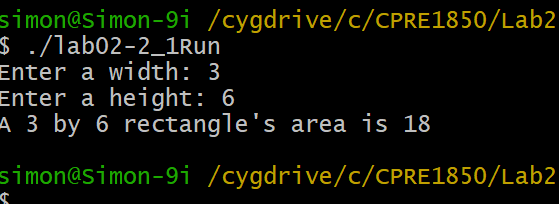 simon@Simon-9i /cygdrive/c/CPRE1850/Lab2
$ ./lab02-2_1Run
Enter a width: 3
Enter a height: 6
A 3 by 6 rectangle's area is 18
simon@Simon-9i /cygdrive/c/CPRE1850/Lab2
$